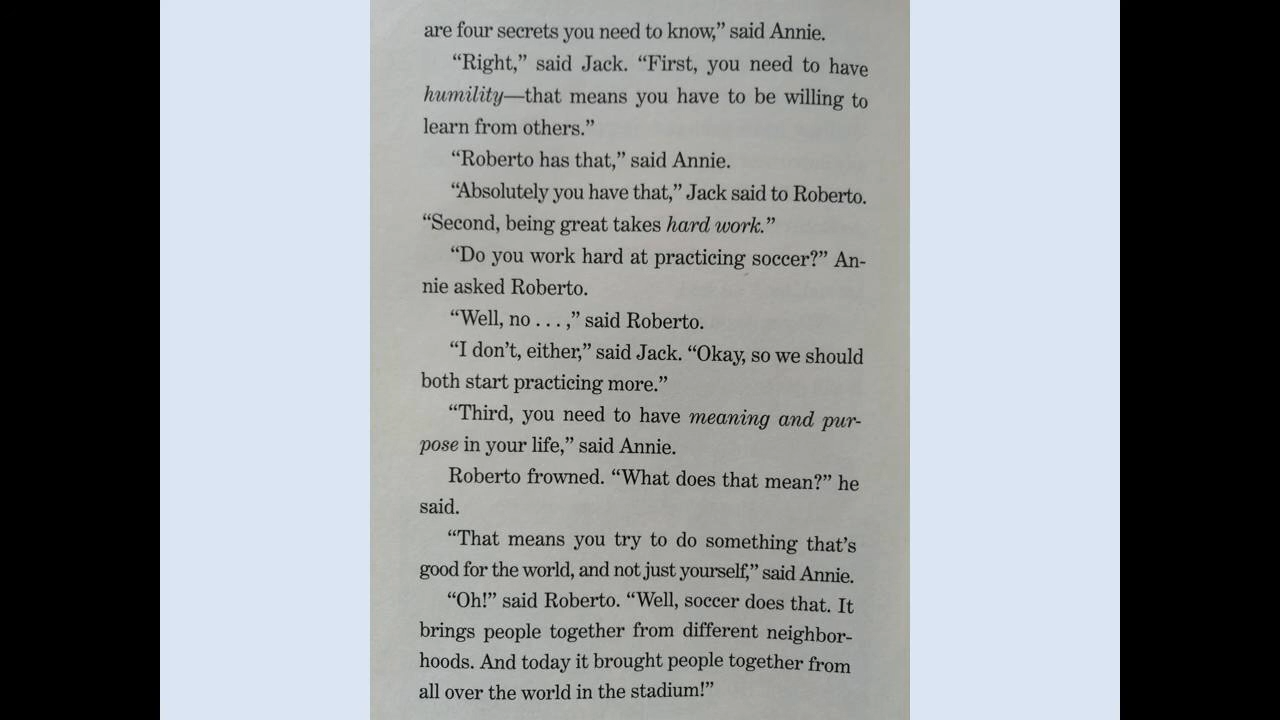 are four secrets you need to know,” said Annie.
“Right,” said Jack. “First, you need to have
humility—that means you have to be willing to
learn from others.”
“Roberto has that,” said Annie.
“Absolutely you have that,” Jack said to Roberto.
“Second, being great takes hard work.”
“Do you work hard at practicing soccer?” An-
nie asked Roberto.
“Well, no . . . ,” said Roberto.
“I don’t, either,” said Jack. “Okay, so we should
both start practicing more.”
“Third, you need to have meaning and pur-
pose in your life,” said Annie.
Roberto frowned. “What does that mean?” he
said.
“That means you try to do something that’s
good for the world, and not just yourself,” said Annie.
“Oh!” said Roberto. “Well, soccer does that. It
brings people together from different neighbor-
hoods. And today it brought people together from
all over the world in the stadium!”